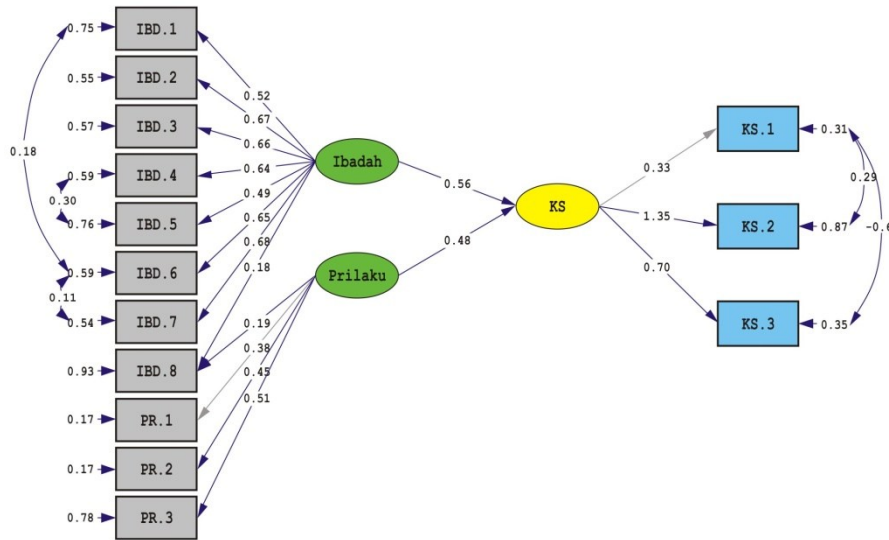 0.75 IBD.1
0.55 IBD.2
0.52
0.67
0.57 IBD.3
0.66
KS.1 0.31
0.18
Ibadah
0.33
0.59 IBD.4
0.64
0.56
0.29
0.30
0.49
KS
0.76 IBD.5
0.65
1.35
KS.2 0.87
-0.6
0.68
0.48
0.59 IBD.6
0.18
Prilaku
0.70
0.11
0.54 IBD.7
0.19
KS.3 0.35
0.38
0.93 IBD.8
0.45
0.51
0.17 PR.1
0.17 PR.2
0.78 PR.3